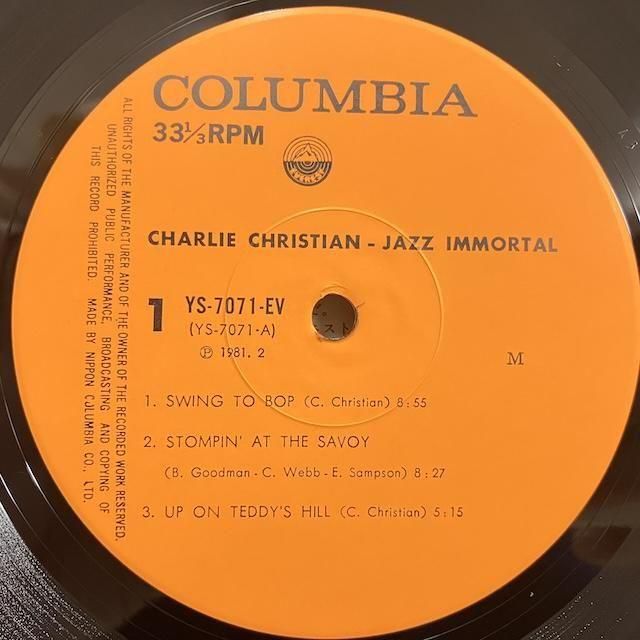 COLUMBIA
33⅓RPM
CHARLIE CHRISTIAN - JAZZ IMMORTAL
1
YS-7071-EV
(YS-7071-A)
Ⓟ 1981. 2
M
1. SWING TO BOP (C. Christian) 8:55
2. STOMPIN' AT THE SAVOY
(B. Goodman - C. Webb - E. Sampson) 8:27
3. UP ON TEDDY'S HILL (C. Christian) 5:15
ALL RIGHTS OF THE MANUFACTURER AND OF THE OWNER OF THE RECORDED WORK RESERVED.
UNAUTHORIZED PUBLIC PERFORMANCE, BROADCASTING AND COPYING OF
THIS RECORD PROHIBITED. MADE BY NIPPON COLUMBIA CO., LTD.